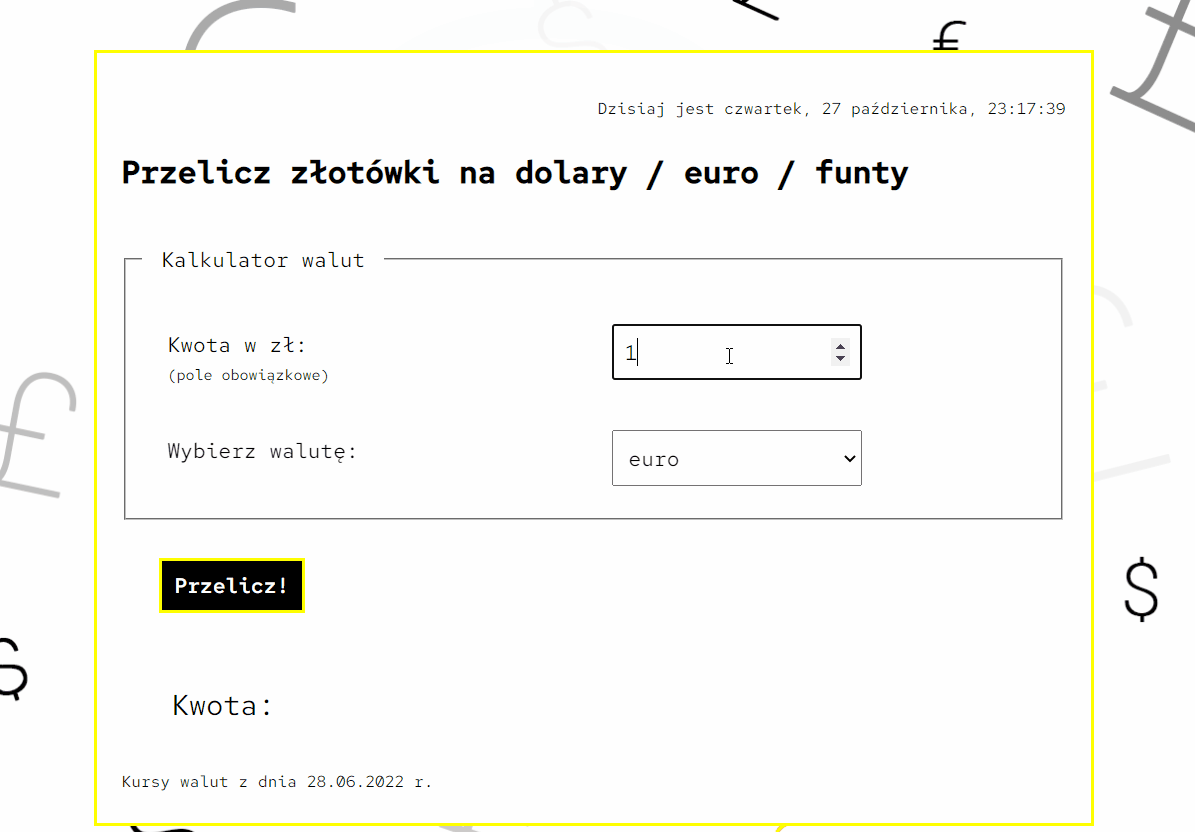 Dzisiaj jest czwartek, 27 października, 23:17:39
Przelicz złotówki na dolary / euro / funty
Kalkulator walut
Kwota w zł:
1
(pole obowiązkowe)
Wybierz walutę:
euro
Przelicz!
Kwota:
Kursy walut z dnia 28.06.2022 r.